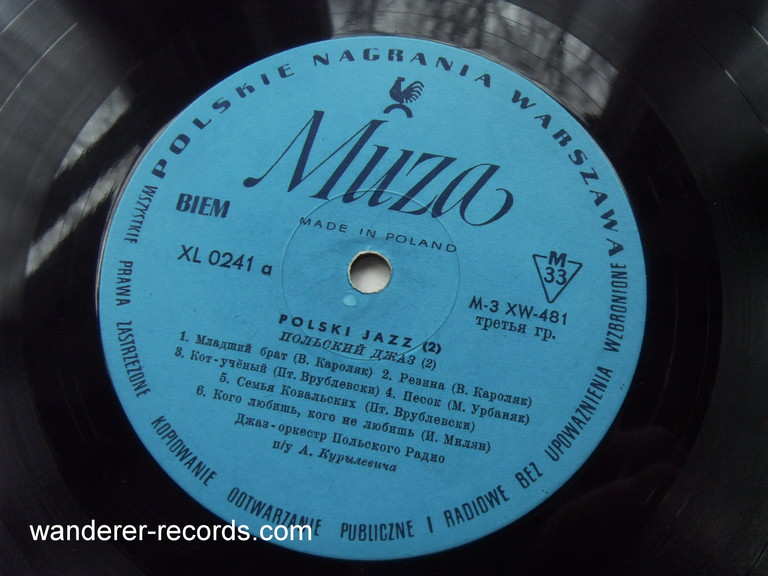 POLSKIE NAGRANIA WARSZAWA
Muza
MADE IN POLAND
BIEM
XL 0241 a
M
33
M-3 XW-481
третья гр.
POLSKI JAZZ (2)
ПОЛЬСКИЙ ДЖАЗ (2)
1. Младший брат (В. Кароляк) 2. Резина (В. Кароляк)
3. Кот-учёный (Пт. Врублевски) 4. Песок (М. Урбаняк)
5. Семья Ковальских (Пт. Врублевски)
6. Кого любишь, кого не любишь (И. Милян)
Джаз-оркестр Польского Радио
п/у А. Курылевича
WSZYSTKIE PRAWA ZASTRZEŻONE KOPIOWANIE ODTWARZANIE PUBLICZNE I RADIOWE BEZ UPOWAŻNIENIA WZBRONIONE
wanderer-records.com